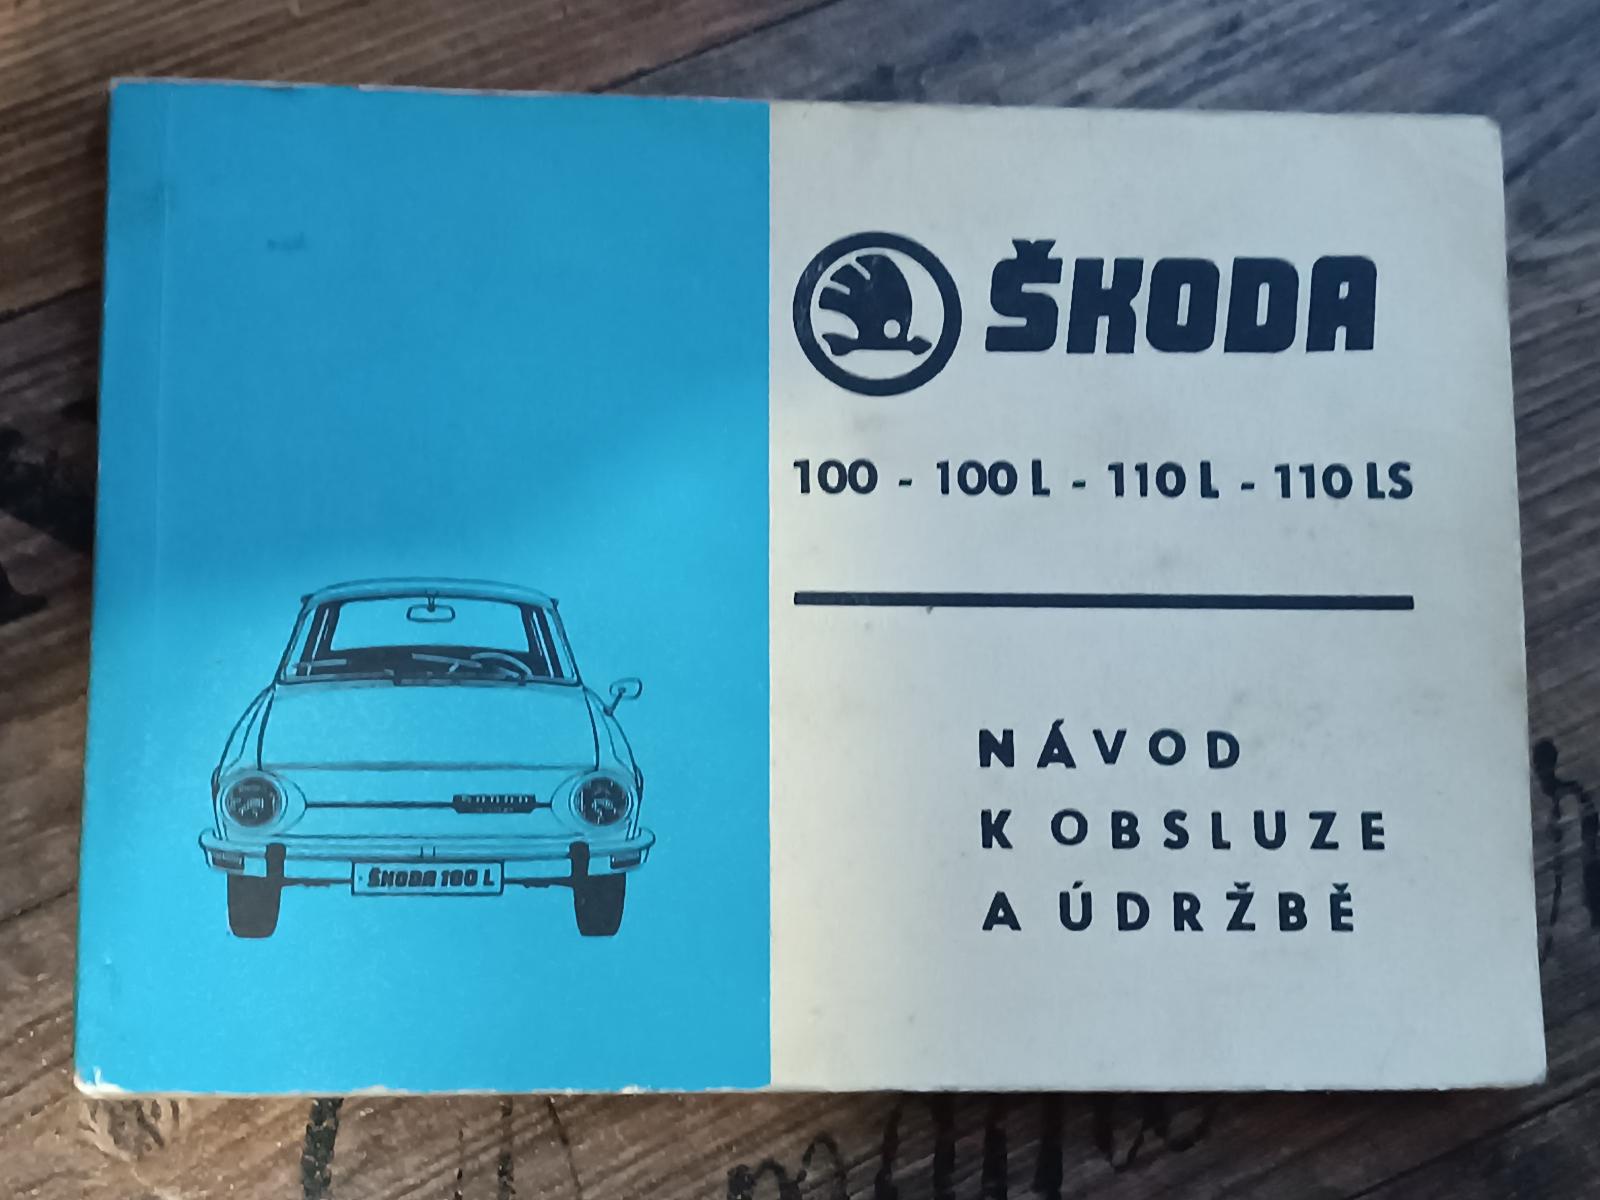 ŠKODA
100 - 100 L - 110 L - 110 LS
NÁVOD
K OBSLUZE
A ÚDRŽBĚ
ŠKODA 100 L